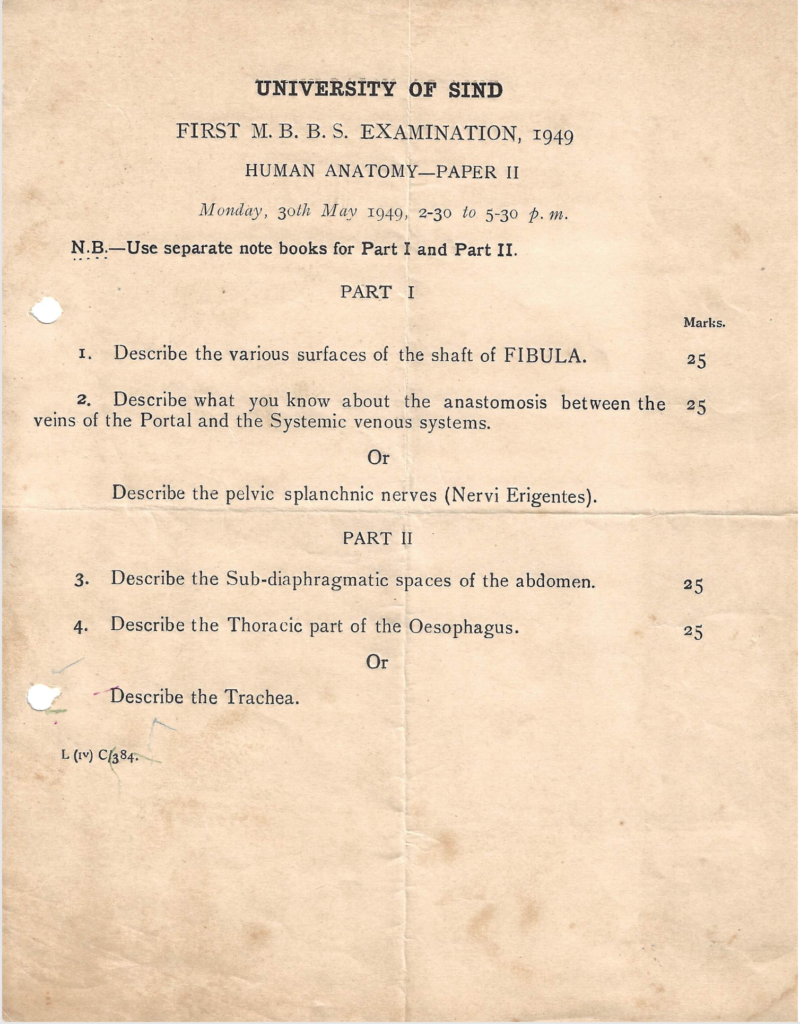 UNIVERSITY OF SIND
FIRST M. B. B. S. EXAMINATION, 1949
HUMAN ANATOMY—PAPER II
Monday, 30th May 1949, 2-30 to 5-30 p. m.
N.B.—Use separate note books for Part I and Part II.
PART I
Marks.
1. Describe the various surfaces of the shaft of FIBULA. 25
2. Describe what you know about the anastomosis between the 25
veins of the Portal and the Systemic venous systems.
Or
Describe the pelvic splanchnic nerves (Nervi Erigentes).
PART II
3. Describe the Sub-diaphragmatic spaces of the abdomen. 25
4. Describe the Thoracic part of the Oesophagus. 25
Or
Describe the Trachea.
L (IV) C/384.